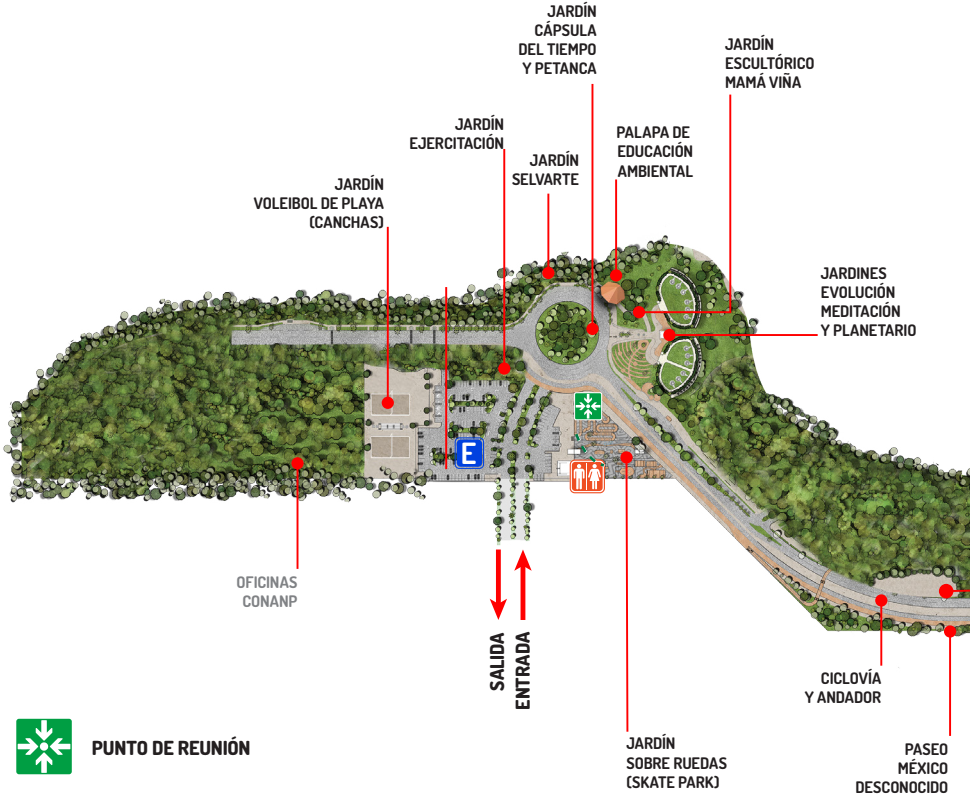 JARDÍN
CÁPSULA
DEL TIEMPO
Y PETANCA
JARDÍN
ESCULTÓRICO
MAMÁ VIÑA
JARDÍN
EJERCITACIÓN
PALAPA DE
EDUCACIÓN
AMBIENTAL
JARDÍN
SELVARTE
JARDÍN
VOLEIBOL DE PLAYA
(CANCHAS)
JARDINES
EVOLUCIÓN
MEDITACIÓN
Y PLANETARIO
E
OFICINAS
CONANP
SALIDA
ENTRADA
CICLOVÍA
Y ANDADOR
JARDÍN
SOBRE RUEDAS
(SKATE PARK)
PASEO
MÉXICO
DESCONOCIDO
PUNTO DE REUNIÓN